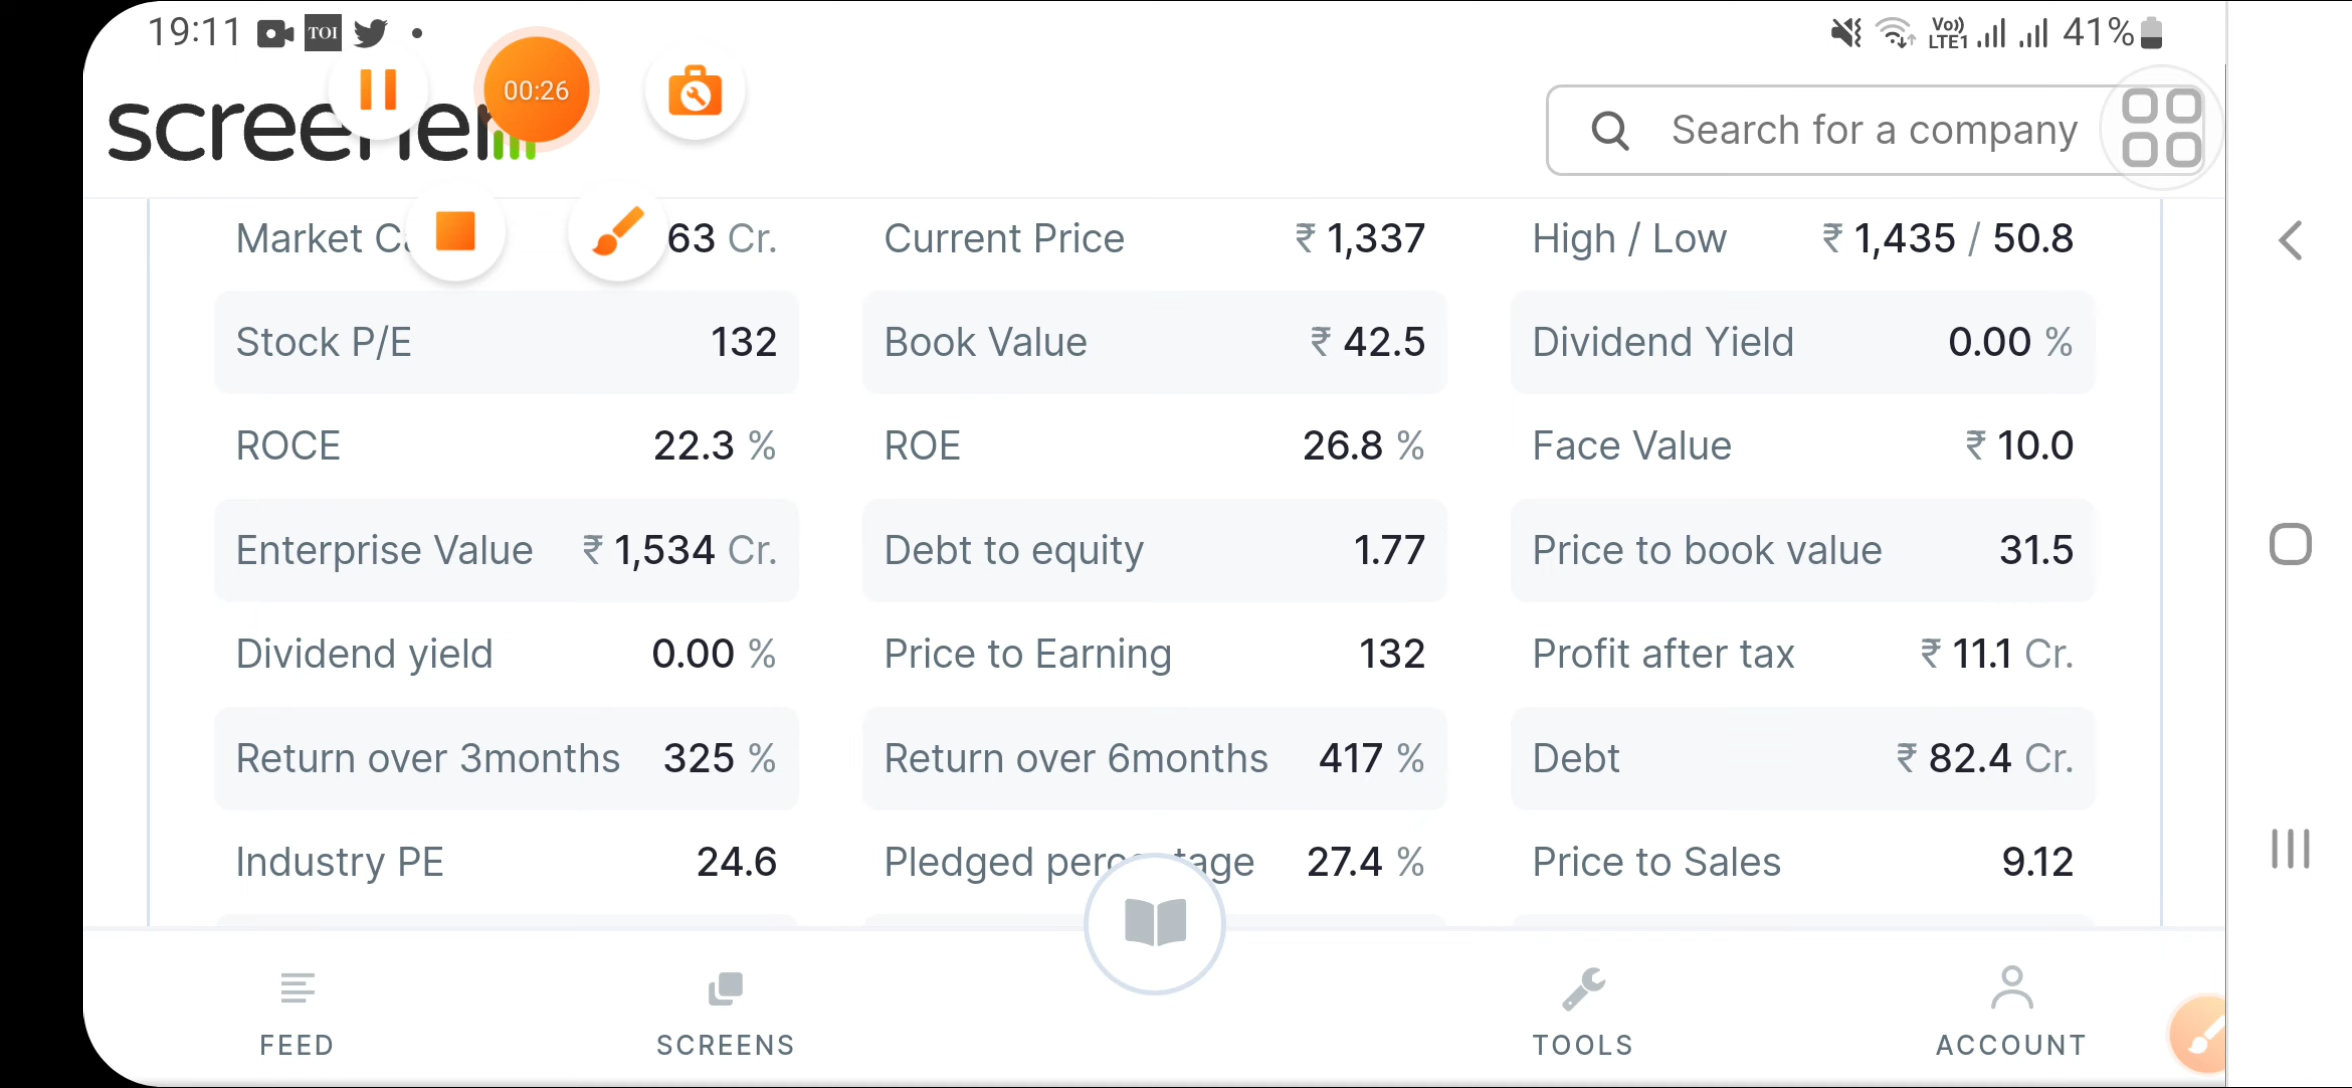 19:11 TOI Vo)) LTE1 41%
00:26
Search for a company
Market 63 Cr. Current Price ₹ 1,337 High / Low ₹ 1,435 / 50.8
Stock P/E 132 Book Value ₹ 42.5 Dividend Yield 0.00 %
ROCE 22.3 % ROE 26.8 % Face Value ₹ 10.0
Enterprise Value ₹ 1,534 Cr. Debt to equity 1.77 Price to book value 31.5
Dividend yield 0.00 % Price to Earning 132 Profit after tax ₹ 11.1 Cr.
Return over 3months 325 % Return over 6months 417 % Debt ₹ 82.4 Cr.
Industry PE 24.6 Pledged percentage 27.4 % Price to Sales 9.12
FEED SCREENS TOOLS ACCOUNT